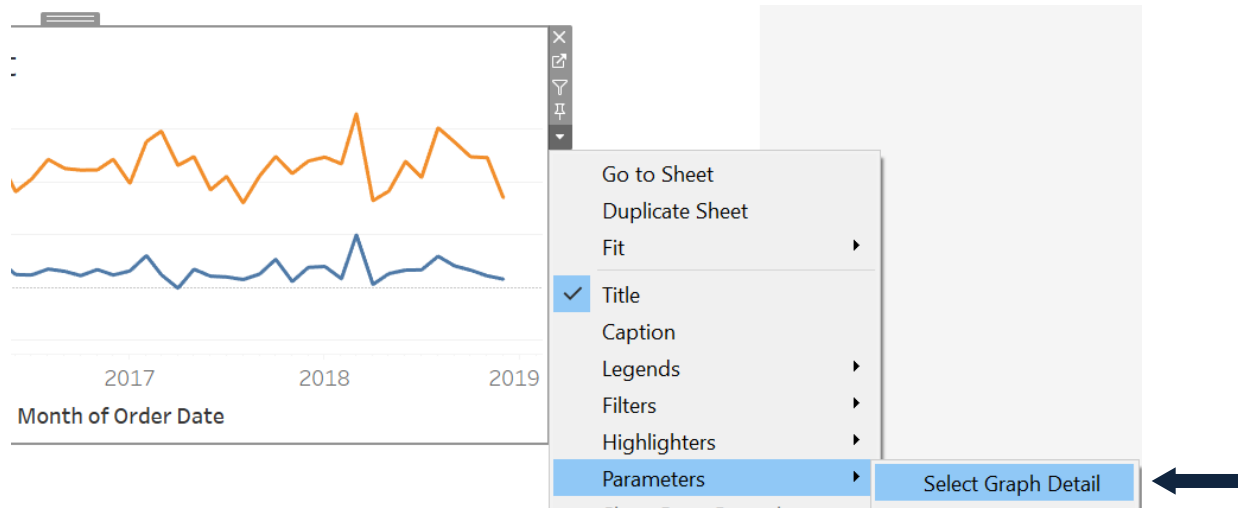 t
Go to Sheet
Duplicate Sheet
Fit
Title
Caption
Legends
Filters
Highlighters
Parameters
Select Graph Detail
2017 2018 2019
Month of Order Date